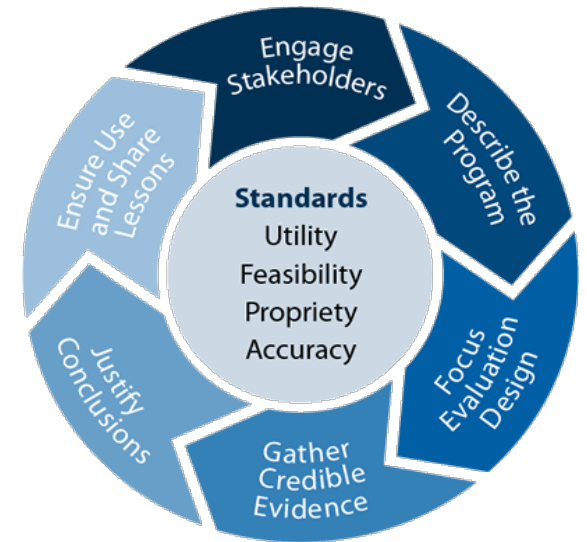 Engage
Stakeholders
Describe the
Program
Focus
Evaluation
Design
Gather
Credible
Evidence
Justify
Conclusions
Ensure Use
and Share
Lessons
Standards
Utility
Feasibility
Propriety
Accuracy